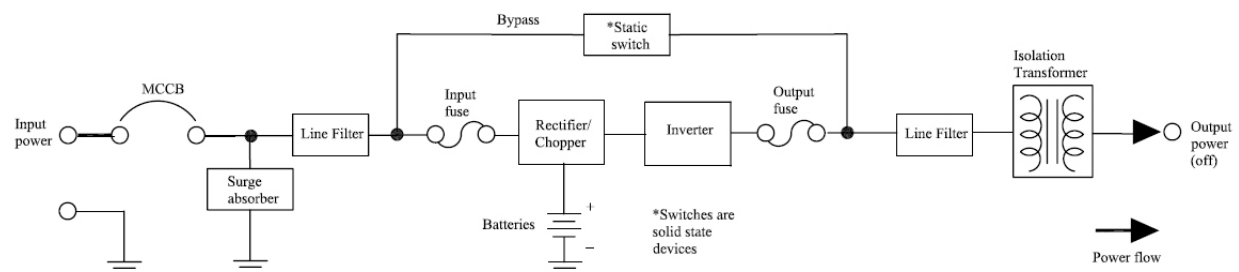 Bypass
*Static
switch
Isolation
Transformer
MCCB
Input
fuse
Output
fuse
Input
power
Line Filter
Rectifier/
Chopper
Inverter
Line Filter
Output
power
(off)
Surge
absorber
Batteries
+
–
*Switches are
solid state
devices
Power flow